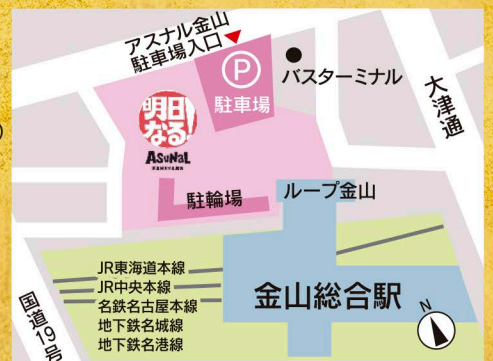 アスナル金山
駐車場入口
P
駐車場
バスターミナル
大津通
明日
なる!
ASUNAL
KANAYAMA
駐輪場
ループ金山
JR東海道本線
JR中央本線
名鉄名古屋本線
地下鉄名城線
地下鉄名港線
金山総合駅
国道19号
N